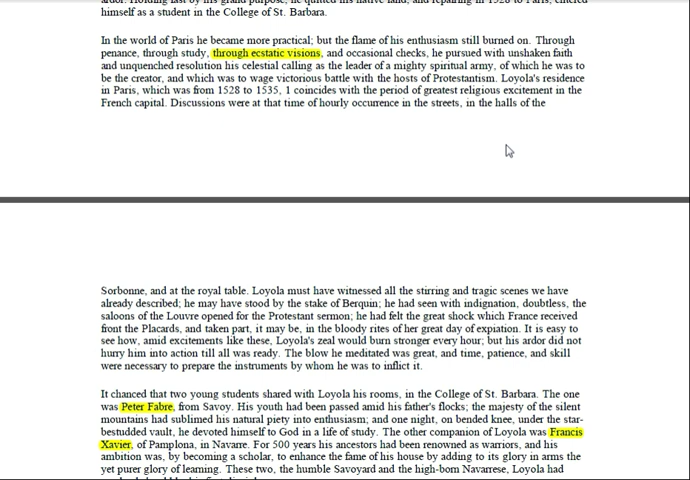 himself as a student in the College of St. Barbara.
In the world of Paris he became more practical; but the flame of his enthusiasm still burned on. Through
penance, through study, through ecstatic visions, and occasional checks, he pursued with unshaken faith
and unquenched resolution his celestial calling as the leader of a mighty spiritual army, of which he was to
be the creator, and which was to wage victorious battle with the hosts of Protestantism. Loyola's residence
in Paris, which was from 1528 to 1535, 1 coincides with the period of greatest religious excitement in the
French capital. Discussions were at that time of hourly occurrence in the streets, in the halls of the
Sorbonne, and at the royal table. Loyola must have witnessed all the stirring and tragic scenes we have
already described; he may have stood by the stake of Berquin; he had seen with indignation, doubtless, the
saloons of the Louvre opened for the Protestant sermon; he had felt the great shock which France received
front the Placards, and taken part, it may be, in the bloody rites of her great day of expiation. It is easy to
see how, amid excitements like these, Loyola's zeal would burn stronger every hour; but his ardor did not
hurry him into action till all was ready. The blow he meditated was great, and time, patience, and skill
were necessary to prepare the instruments by whom he was to inflict it.
It chanced that two young students shared with Loyola his rooms, in the College of St. Barbara. The one
was Peter Fabre, from Savoy. His youth had been passed amid his father's flocks; the majesty of the silent
mountains had sublimed his natural piety into enthusiasm; and one night, on bended knee, under the star-
bestudded vault, he devoted himself to God in a life of study. The other companion of Loyola was Francis
Xavier, of Pamplona, in Navarre. For 500 years his ancestors had been renowned as warriors, and his
ambition was, by becoming a scholar, to enhance the fame of his house by adding to its glory in arms the
yet purer glory of learning. These two, the humble Savoyard and the high-born Navarrese, Loyola had